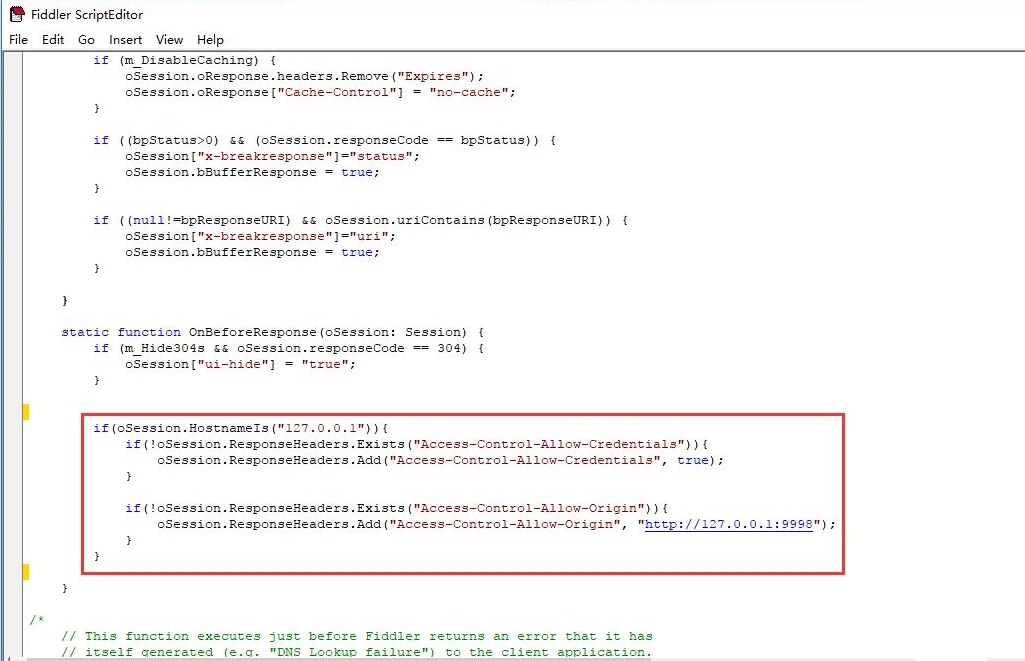 Fiddler ScriptEditor
File Edit Go Insert View Help
if (m_DisableCaching) {
oSession.oResponse.headers.Remove("Expires");
oSession.oResponse["Cache-Control"] = "no-cache";
}
if ((bpStatus>0) && (oSession.responseCode == bpStatus)) {
oSession["x-breakresponse"]="status";
oSession.bBufferResponse = true;
}
if ((null!=bpResponseURI) && oSession.uriContains(bpResponseURI)) {
oSession["x-breakresponse"]="uri";
oSession.bBufferResponse = true;
}
}
static function OnBeforeResponse(oSession: Session) {
if (m_Hide304s && oSession.responseCode == 304) {
oSession["ui-hide"] = "true";
}
if(oSession.HostnameIs("127.0.0.1")){
if(!oSession.ResponseHeaders.Exists("Access-Control-Allow-Credentials")){
oSession.ResponseHeaders.Add("Access-Control-Allow-Credentials", true);
}
if(!oSession.ResponseHeaders.Exists("Access-Control-Allow-Origin")){
oSession.ResponseHeaders.Add("Access-Control-Allow-Origin", "http://127.0.0.1:9998");
}
}
}
/*
// This function executes just before Fiddler returns an error that it has
// itself generated (e.g. "DNS Lookup failure") to the client application.